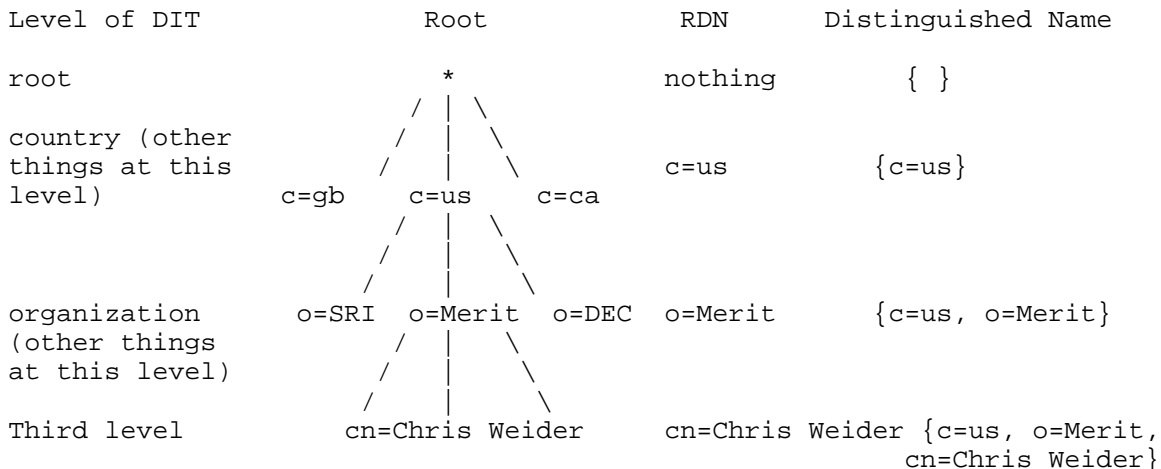 Level of DIT Root RDN Distinguished Name
root * nothing { }
country (other
things at this c=us {c=us}
level) c=gb c=us c=ca
organization o=SRI o=Merit o=DEC o=Merit {c=us, o=Merit}
(other things
at this level)
Third level cn=Chris Weider cn=Chris Weider {c=us, o=Merit,
cn=Chris Weider}